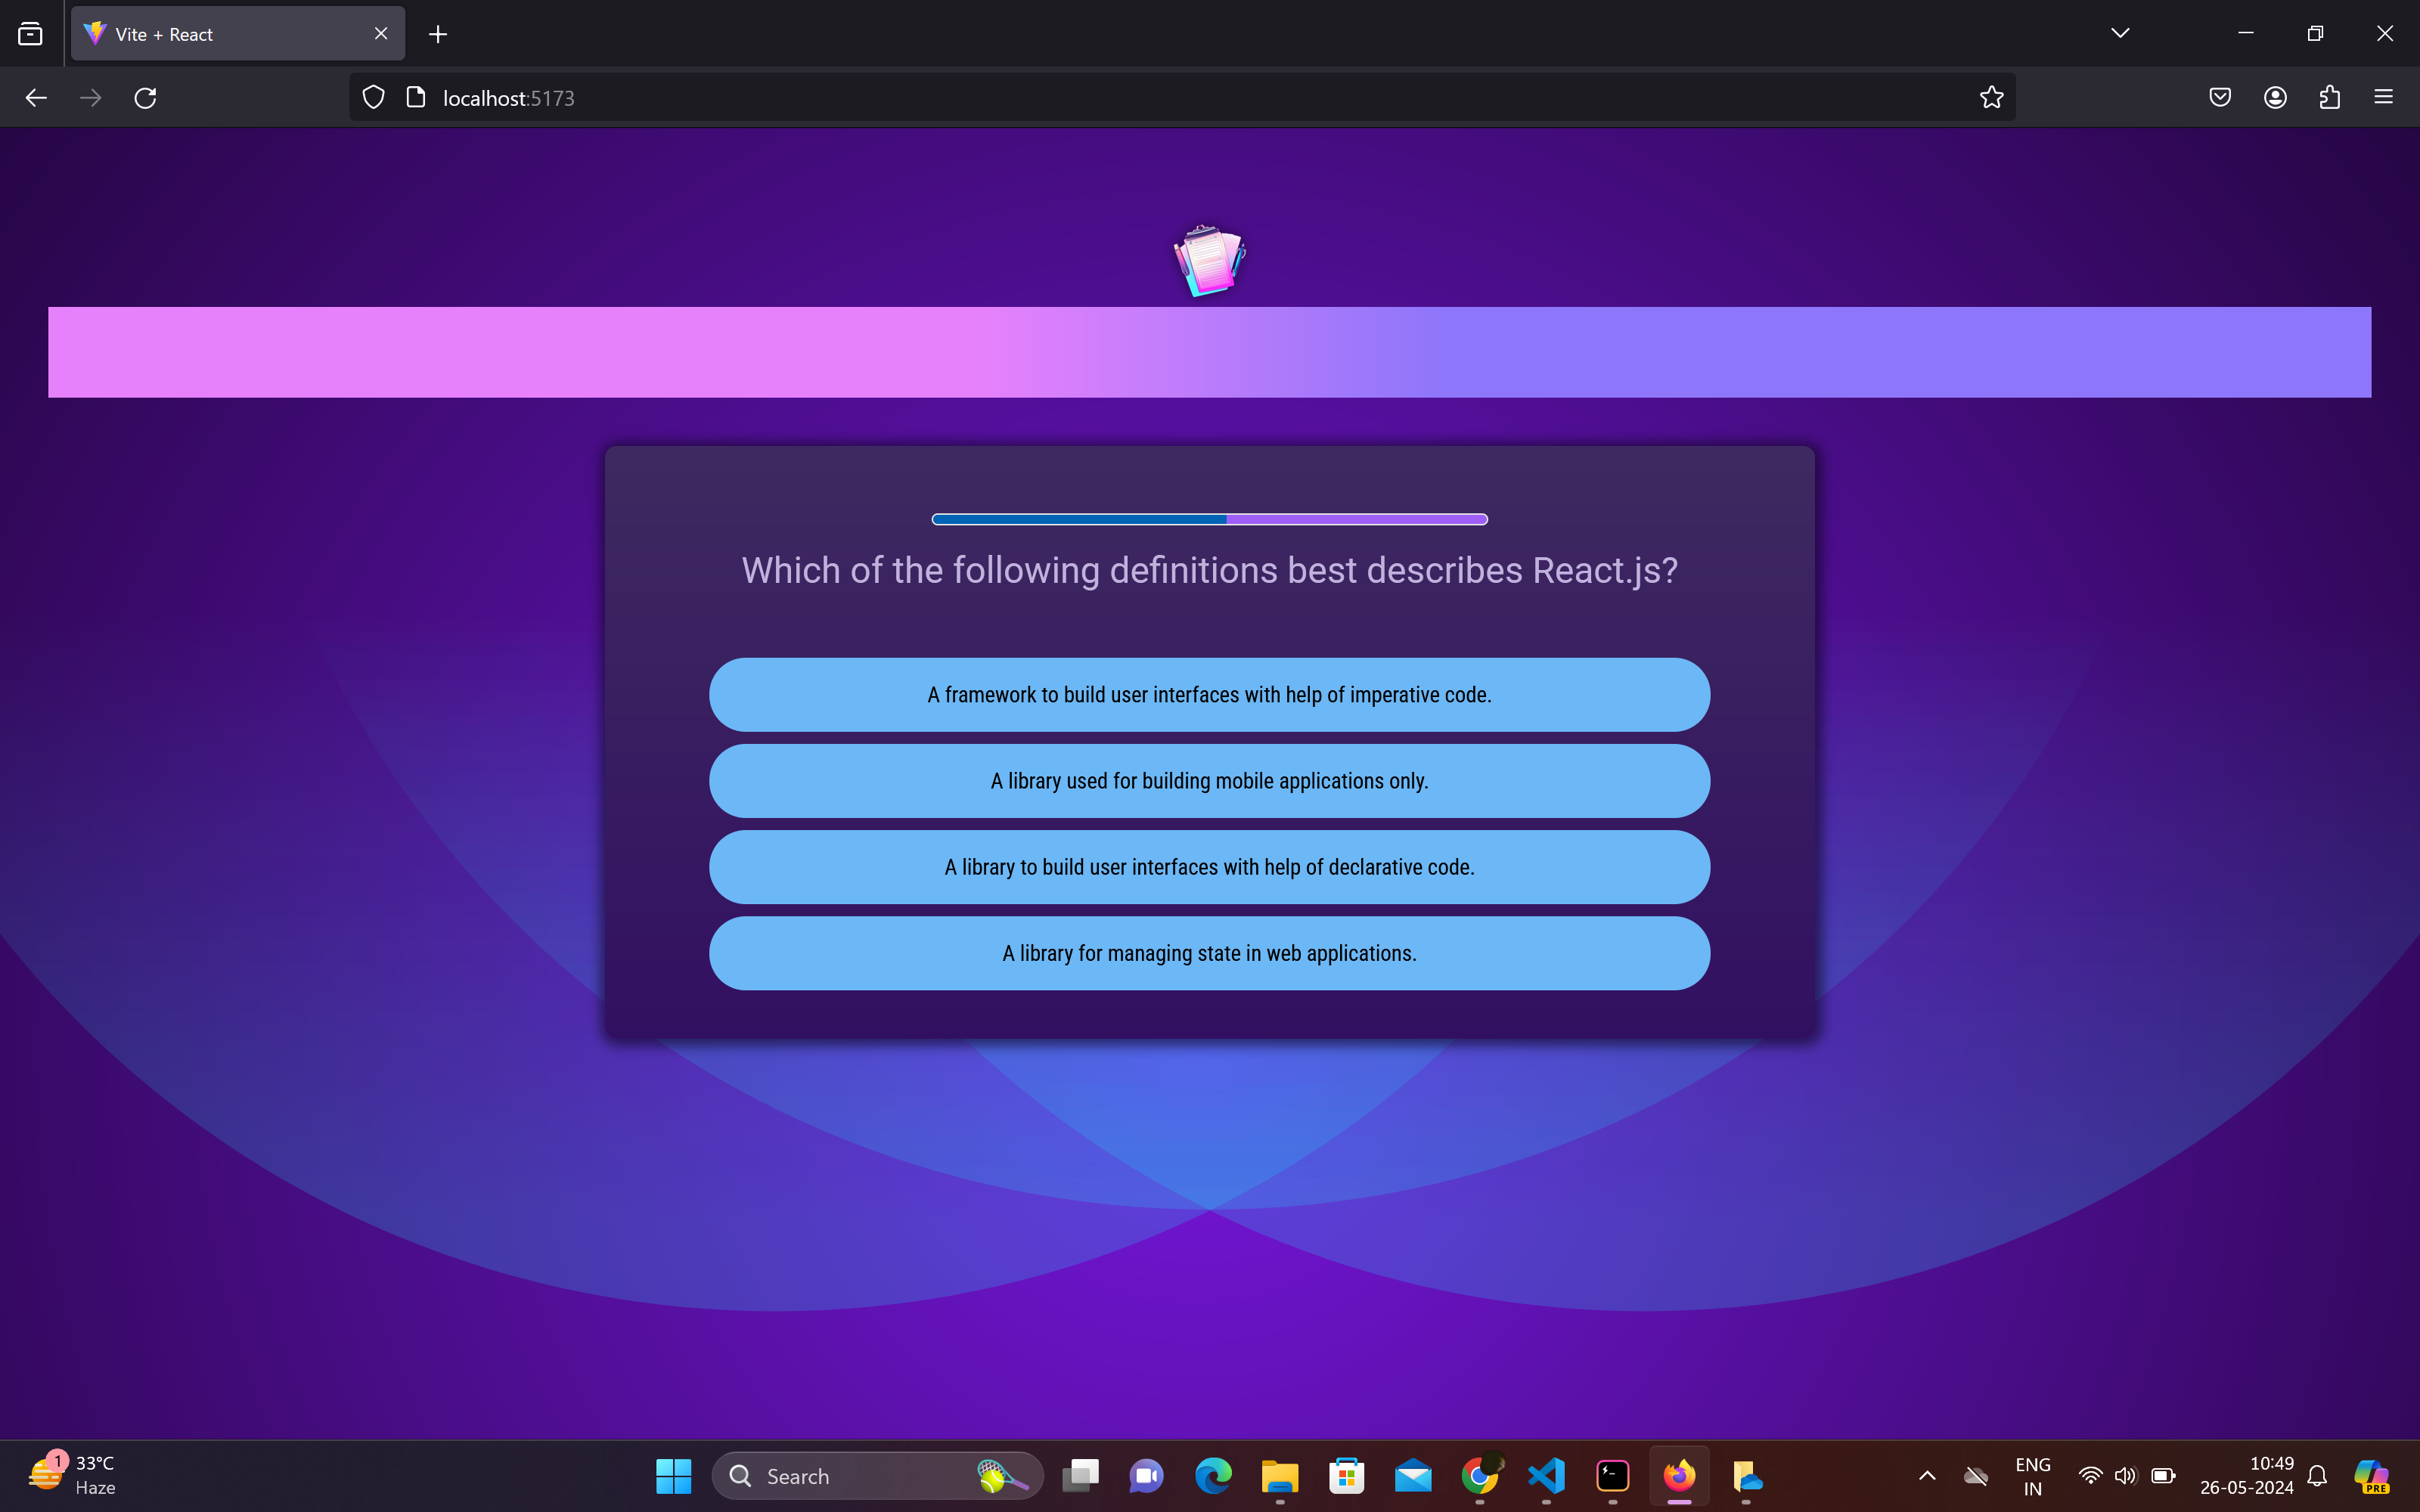 Vite + React
localhost:5173
Which of the following definitions best describes React.js?
A framework to build user interfaces with help of imperative code.
A library used for building mobile applications only.
A library to build user interfaces with help of declarative code.
A library for managing state in web applications.
1
33°C
Haze
Search
ENG
IN
10:49
26-05-2024
PRE